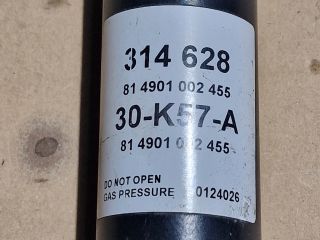 314 628
81 4901 002 455
30-K57-A
81 4901 002 455
DO NOT OPEN
GAS PRESSURE 0124026